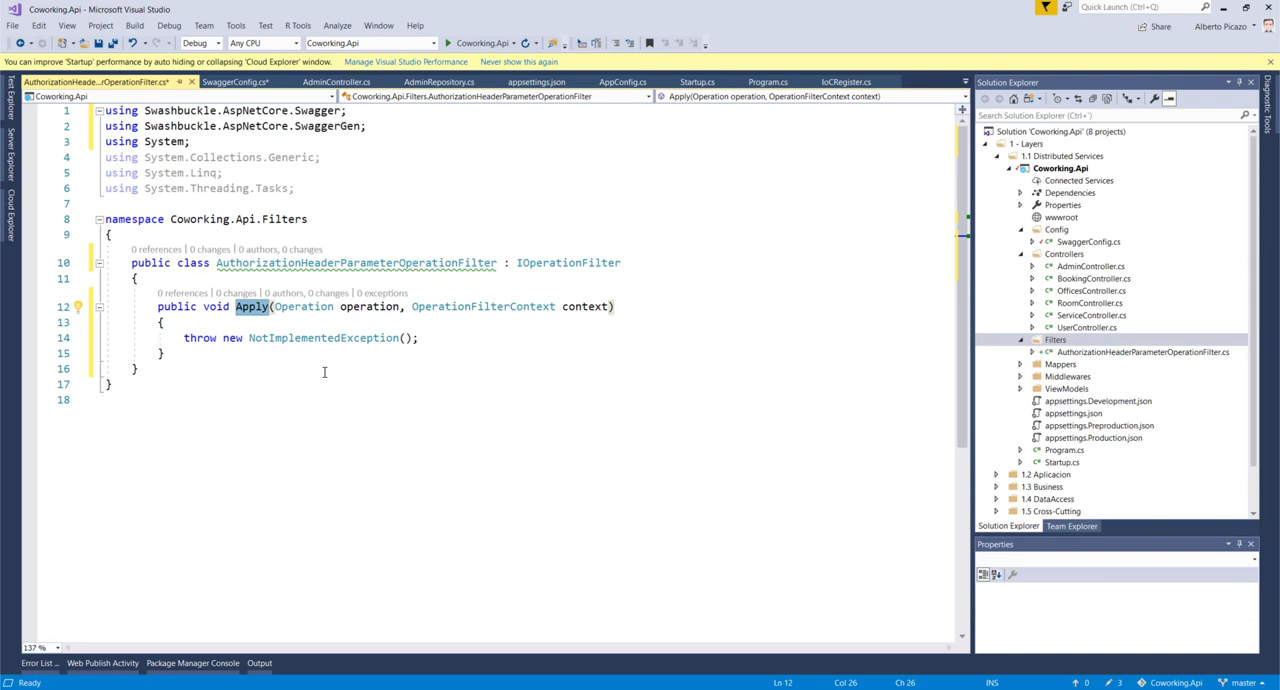 Coworking.Api - Microsoft Visual Studio
Quick Launch (Ctrl+Q)
File Edit View Project Build Debug Team Tools R Tools Analyze Window Help
Share Alberto Picazo
Debug Any CPU Coworking.Api Coworking.Api
You can improve 'Startup' performance by auto hiding or collapsing 'Cloud Explorer' window. Manage Visual Studio Performance Never show this again
AuthorizationHeade...rOperationFilter.cs* SwaggerConfig.cs* AdminController.cs AdminRepository.cs appsettings.json AppConfig.cs Startup.cs Program.cs IoCRegister.cs
Coworking.Api Coworking.Api.Filters.AuthorizationHeaderParameterOperationFilter Apply(Operation operation, OperationFilterContext context)
Test Explorer
Server Explorer
Cloud Explorer
1 using Swashbuckle.AspNetCore.Swagger;
2 using Swashbuckle.AspNetCore.SwaggerGen;
3 using System;
4 using System.Collections.Generic;
5 using System.Linq;
6 using System.Threading.Tasks;
7
8 namespace Coworking.Api.Filters
9 {
0 references | 0 changes | 0 authors, 0 changes
10 public class AuthorizationHeaderParameterOperationFilter : IOperationFilter
11 {
0 references | 0 changes | 0 authors, 0 changes | 0 exceptions
12 public void Apply(Operation operation, OperationFilterContext context)
13 {
14 throw new NotImplementedException();
15 }
16 }
17 }
18
137 %
Error List ... Web Publish Activity Package Manager Console Output
Ready Ln 12 Col 26 Ch 26 INS 0 3 Coworking.Api master
Solution Explorer
Search Solution Explorer (Ctrl+)
Solution 'Coworking.Api' (8 projects)
1 - Layers
1.1 Distributed Services
Coworking.Api
Connected Services
Dependencies
Properties
wwwroot
Config
SwaggerConfig.cs
Controllers
AdminController.cs
BookingController.cs
OfficesController.cs
RoomController.cs
ServiceController.cs
UserController.cs
Filters
AuthorizationHeaderParameterOperationFilter.cs
Mappers
Middlewares
ViewModels
appsettings.Development.json
appsettings.json
appsettings.Preproduction.json
appsettings.Production.json
Program.cs
Startup.cs
1.2 Aplicacion
1.3 Business
1.4 DataAccess
1.5 Cross-Cutting
Solution Explorer Team Explorer
Properties
Diagnostic Tools